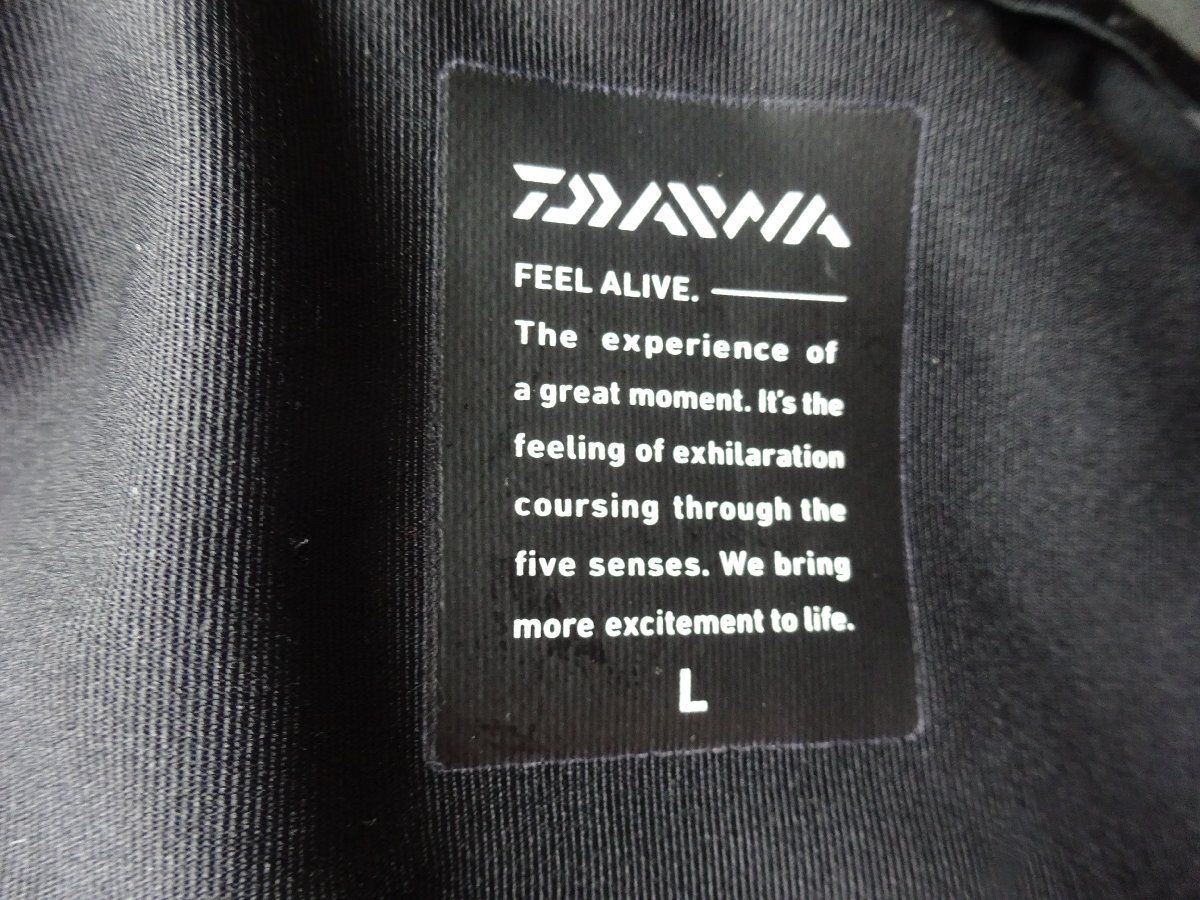 DAIWA
FEEL ALIVE.
The experience of
a great moment. It's the
feeling of exhilaration
coursing through the
five senses. We bring
more excitement to life.
L